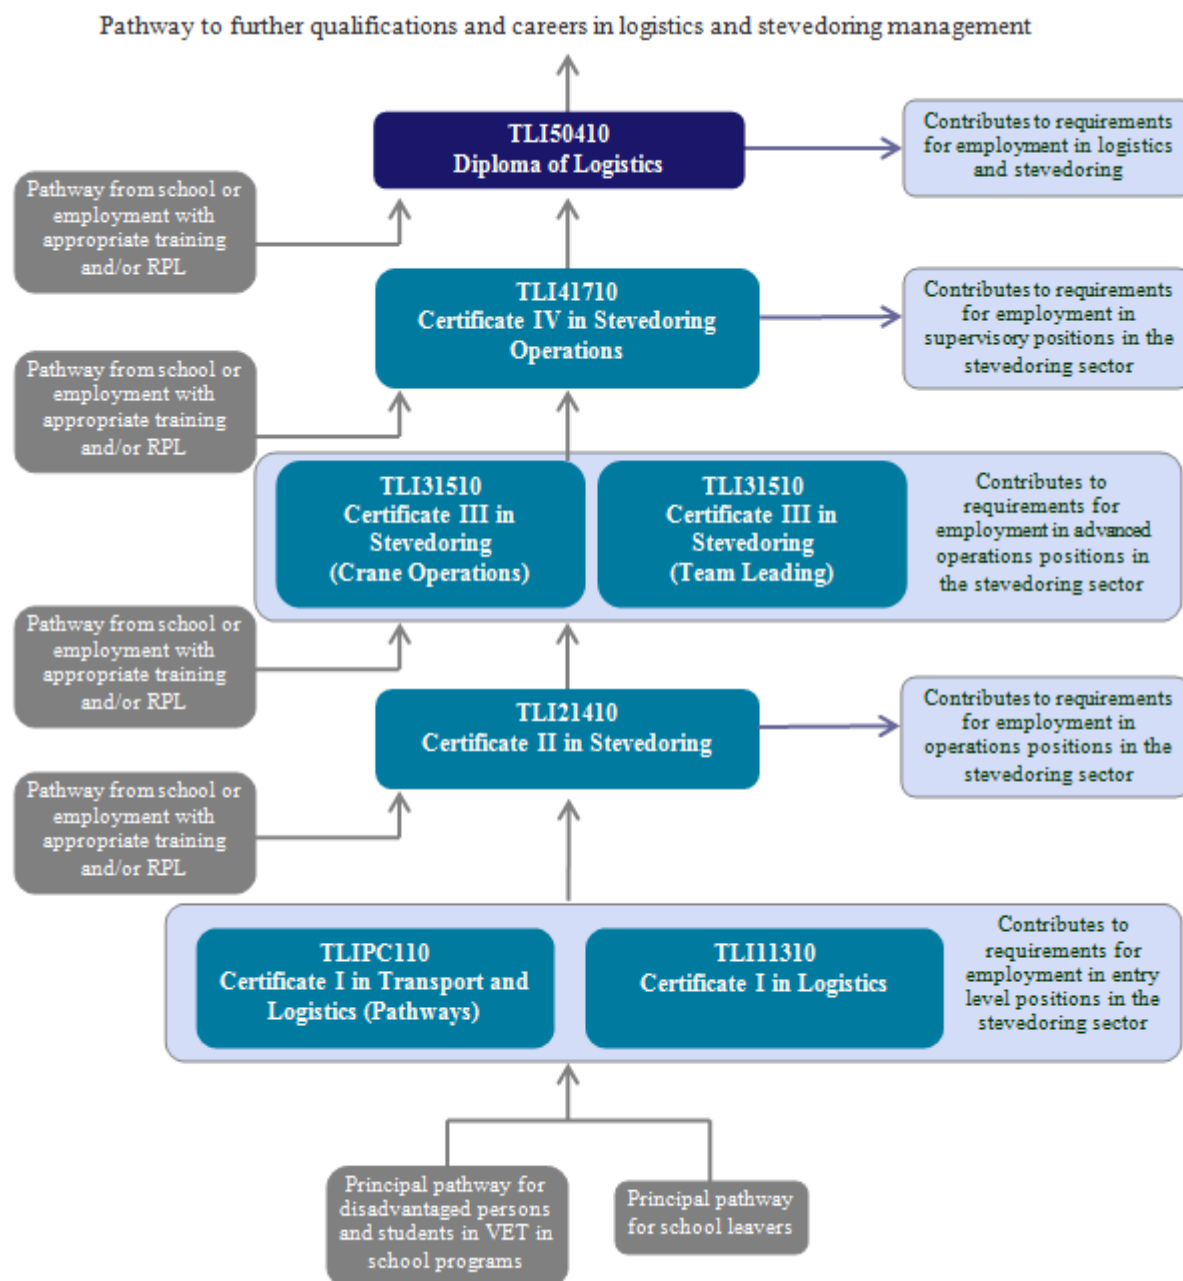 Pathway to further qualifications and careers in logistics and stevedoring management
TLI50410
Diploma of Logistics
Contributes to requirements
for employment in logistics
and stevedoring
Pathway from school or
employment with
appropriate training
and/or RPL
TLI41710
Certificate IV in Stevedoring
Operations
Contributes to requirements
for employment in
supervisory positions in the
stevedoring sector
Pathway from school or
employment with
appropriate training
and/or RPL
TLI31510
Certificate III in
Stevedoring
(Crane Operations)
TLI31510
Certificate III in
Stevedoring
(Team Leading)
Contributes to
requirements for
employment in advanced
operations positions in
the stevedoring sector
Pathway from school or
employment with
appropriate training
and/or RPL
TLI21410
Certificate II in Stevedoring
Contributes to requirements
for employment in
operations positions in the
stevedoring sector
Pathway from school or
employment with
appropriate training
and/or RPL
TLIPC110
Certificate I in Transport and
Logistics (Pathways)
TLI11310
Certificate I in Logistics
Contributes to
requirements for
employment in entry
level positions in the
stevedoring sector
Principal pathway for
disadvantaged persons
and students in VET in
school programs
Principal pathway
for school leavers